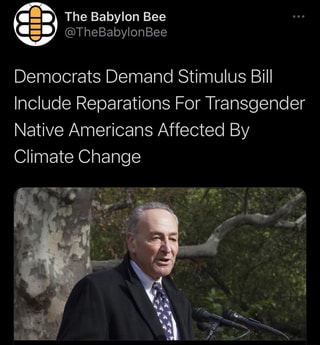 The Babylon Bee
@TheBabylonBee
Democrats Demand Stimulus Bill
Include Reparations For Transgender
Native Americans Affected By
Climate Change